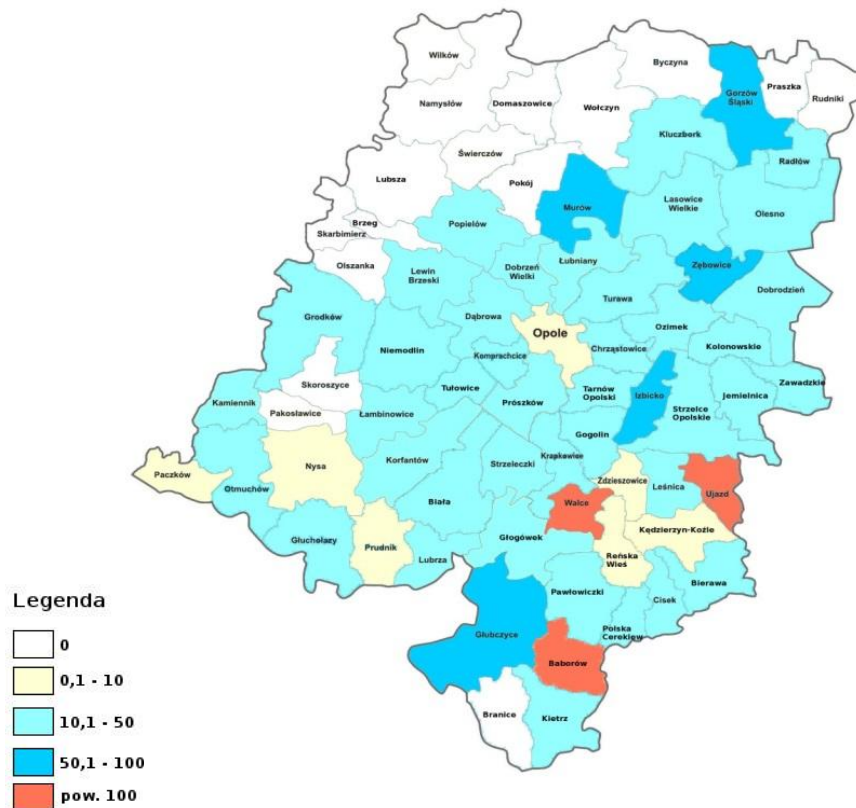 Wilków
Byczyna
Gorzów
Śląski
Praszka
Rudniki
Namysłów
Domaszowice
Wołczyn
Kluczbork
Świerczów
Radłów
Lubsza
Pokój
Murów
Lasowice
Wielkie
Olesno
Brzeg
Skarbimierz
Popielów
Olszanka
Lewin
Brzeski
Dobrzeń
Wielki
Łubniany
Zębowice
Dobrodzień
Turawa
Grodków
Dąbrowa
Opole
Ozimek
Niemodlin
Komprachcice
Chrząstowice
Kolonowskie
Skoroszyce
Tułowice
Prószków
Tarnów
Opolski
Izbicko
Jemielnica
Zawadzkie
Kamiennik
Pakosławice
Łambinowice
Strzelce
Opolskie
Gogolin
Paczków
Otmuchów
Nysa
Korfantów
Strzeleczki
Krapkowice
Zdzieszowice
Leśnica
Ujazd
Biała
Walce
Kędzierzyn-Koźle
Głuchołazy
Prudnik
Lubrza
Głogówek
Reńska
Wieś
Pawłowiczki
Cisek
Bierawa
Głubczyce
Polska
Cerekiew
Baborów
Branice
Kietrz
Legenda
0
0,1 - 10
10,1 - 50
50,1 - 100
pow. 100